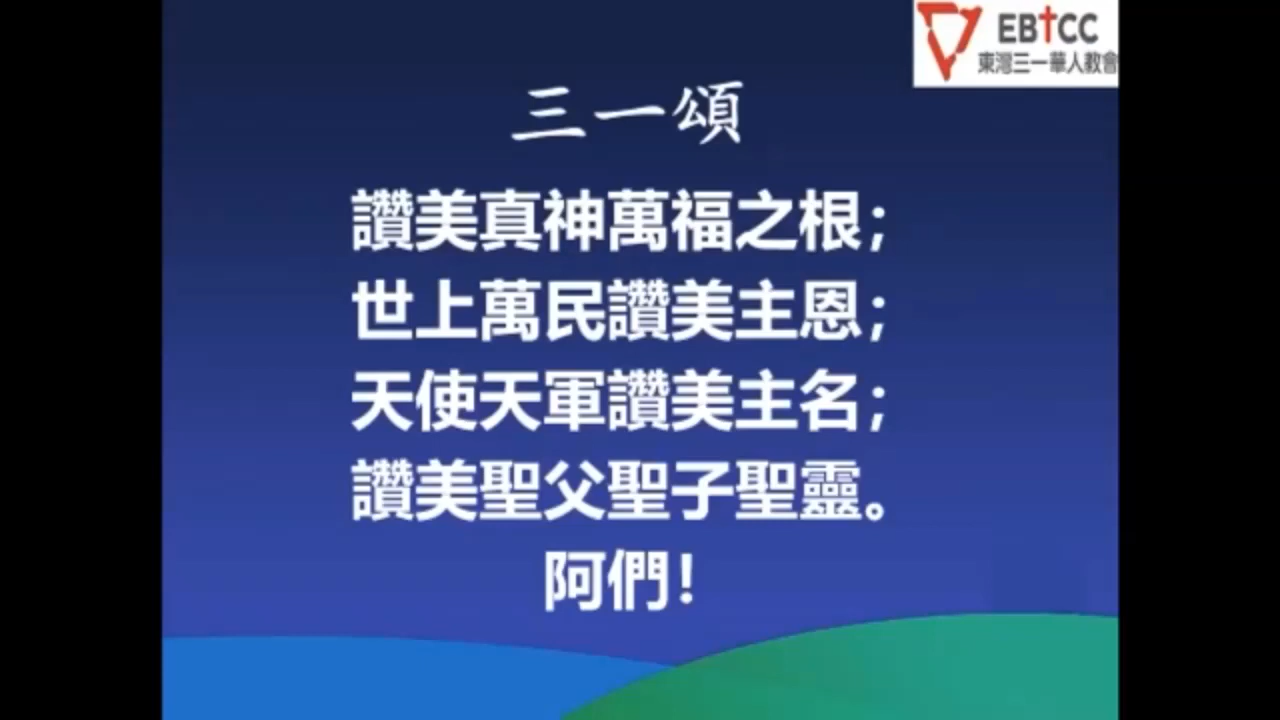 EB✝CC
東灣三一華人教會
三一頌
讚美真神萬福之根；
世上萬民讚美主恩；
天使天軍讚美主名；
讚美聖父聖子聖靈。
阿們！